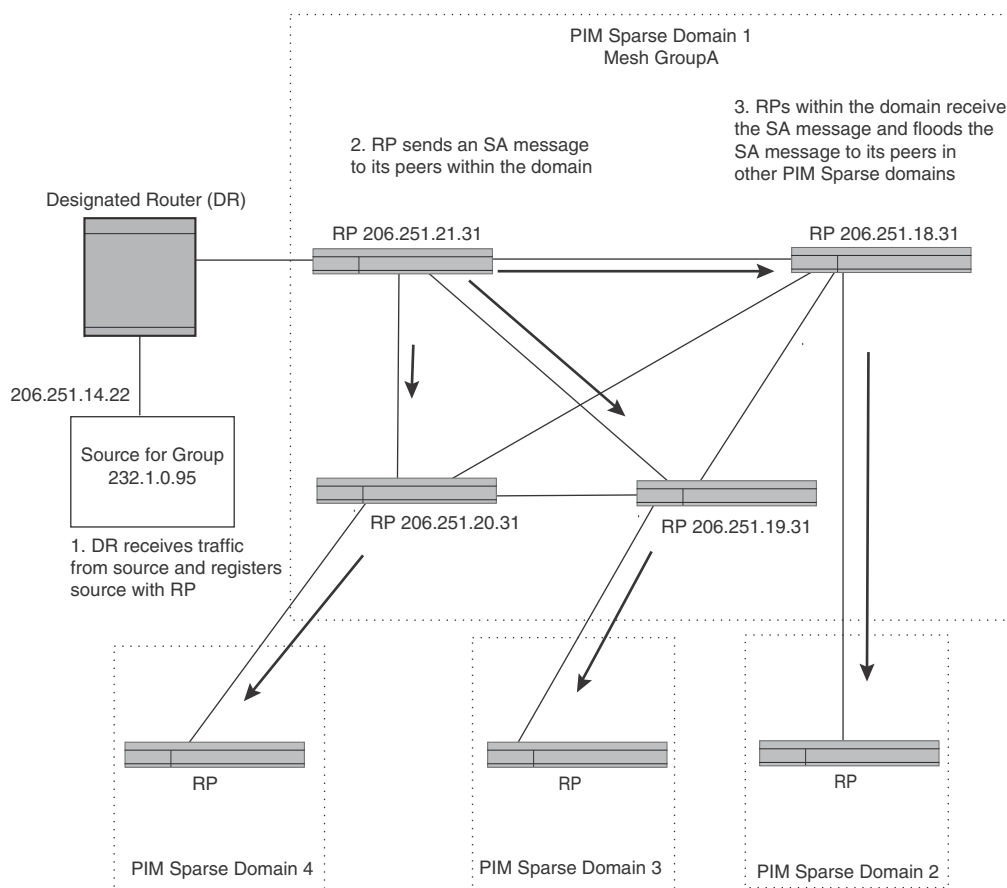 PIM Sparse Domain 1
Mesh GroupA
3. RPs within the domain receive
the SA message and floods the
SA message to its peers in
other PIM Sparse domains
2. RP sends an SA message
to its peers within the domain
Designated Router (DR)
RP 206.251.21.31
RP 206.251.18.31
206.251.14.22
Source for Group
232.1.0.95
RP 206.251.20.31
RP 206.251.19.31
1. DR receives traffic
from source and registers
source with RP
RP
RP
RP
PIM Sparse Domain 4
PIM Sparse Domain 3
PIM Sparse Domain 2